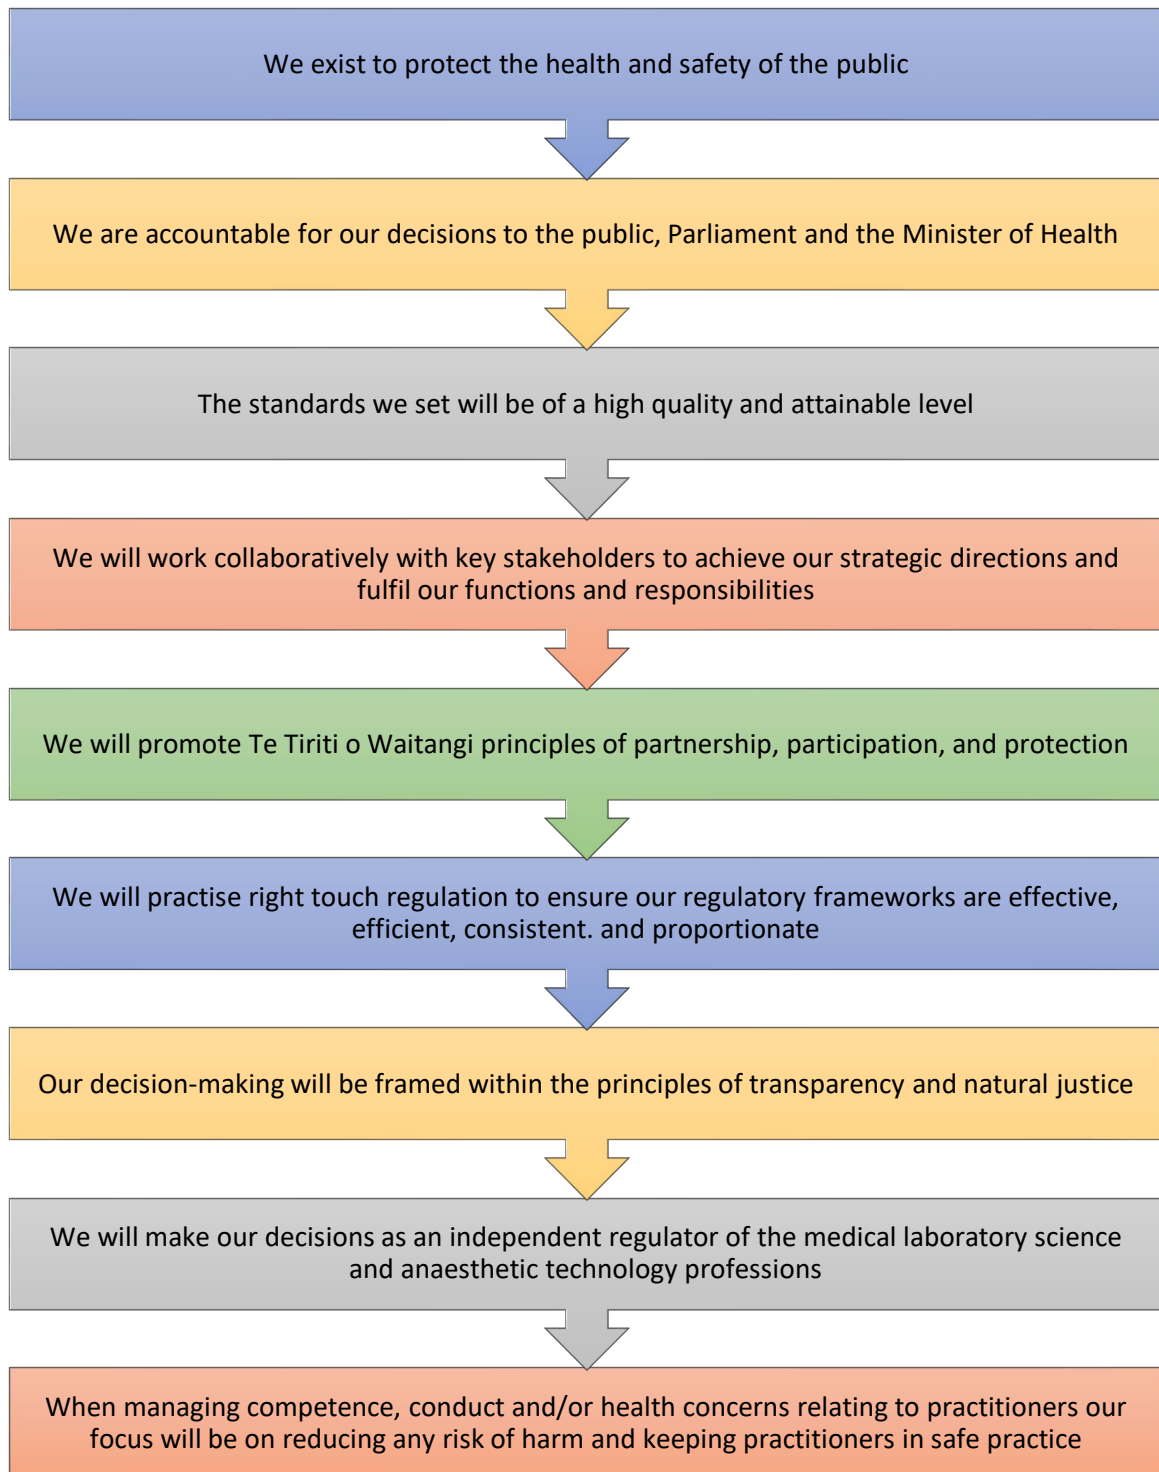 We exist to protect the health and safety of the public
We are accountable for our decisions to the public, Parliament and the Minister of Health
The standards we set will be of a high quality and attainable level
We will work collaboratively with key stakeholders to achieve our strategic directions and
fulfil our functions and responsibilities
We will promote Te Tiriti o Waitangi principles of partnership, participation, and protection
We will practise right touch regulation to ensure our regulatory frameworks are effective,
efficient, consistent. and proportionate
Our decision-making will be framed within the principles of transparency and natural justice
We will make our decisions as an independent regulator of the medical laboratory science
and anaesthetic technology professions
When managing competence, conduct and/or health concerns relating to practitioners our
focus will be on reducing any risk of harm and keeping practitioners in safe practice